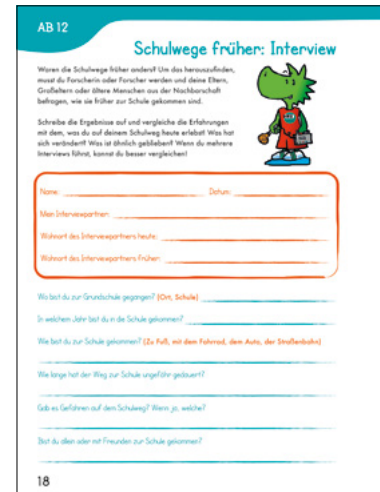 AB 12
Schulwege früher: Interview
Waren die Schulwege früher anders? Um das herauszufinden,
musst du Forscherin oder Forscher werden und deine Eltern,
Großeltern oder ältere Menschen aus der Nachbarschaft
befragen, wie sie früher zur Schule gekommen sind.
Schreibe die Ergebnisse auf und vergleiche die Erfahrungen
mit dem, was du auf deinem Schulweg heute erlebst! Was hat
sich verändert? Was ist ähnlich geblieben? Wenn du mehrere
Interviews führst, kannst du besser vergleichen!
Name: Datum:
Mein Interviewpartner:
Wohnort des Interviewpartners heute:
Wohnort des Interviewpartners früher:
Wo bist du zur Grundschule gegangen? (Ort, Schule)
In welchem Jahr bist du in die Schule gekommen?
Wie bist du zur Schule gekommen? (Zu Fuß, mit dem Fahrrad, dem Auto, der Straßenbahn)
Wie lange hat der Weg zur Schule ungefähr gedauert?
Gab es Gefahren auf dem Schulweg? Wenn ja, welche?
Bist du allein oder mit Freunden zur Schule gekommen?
18